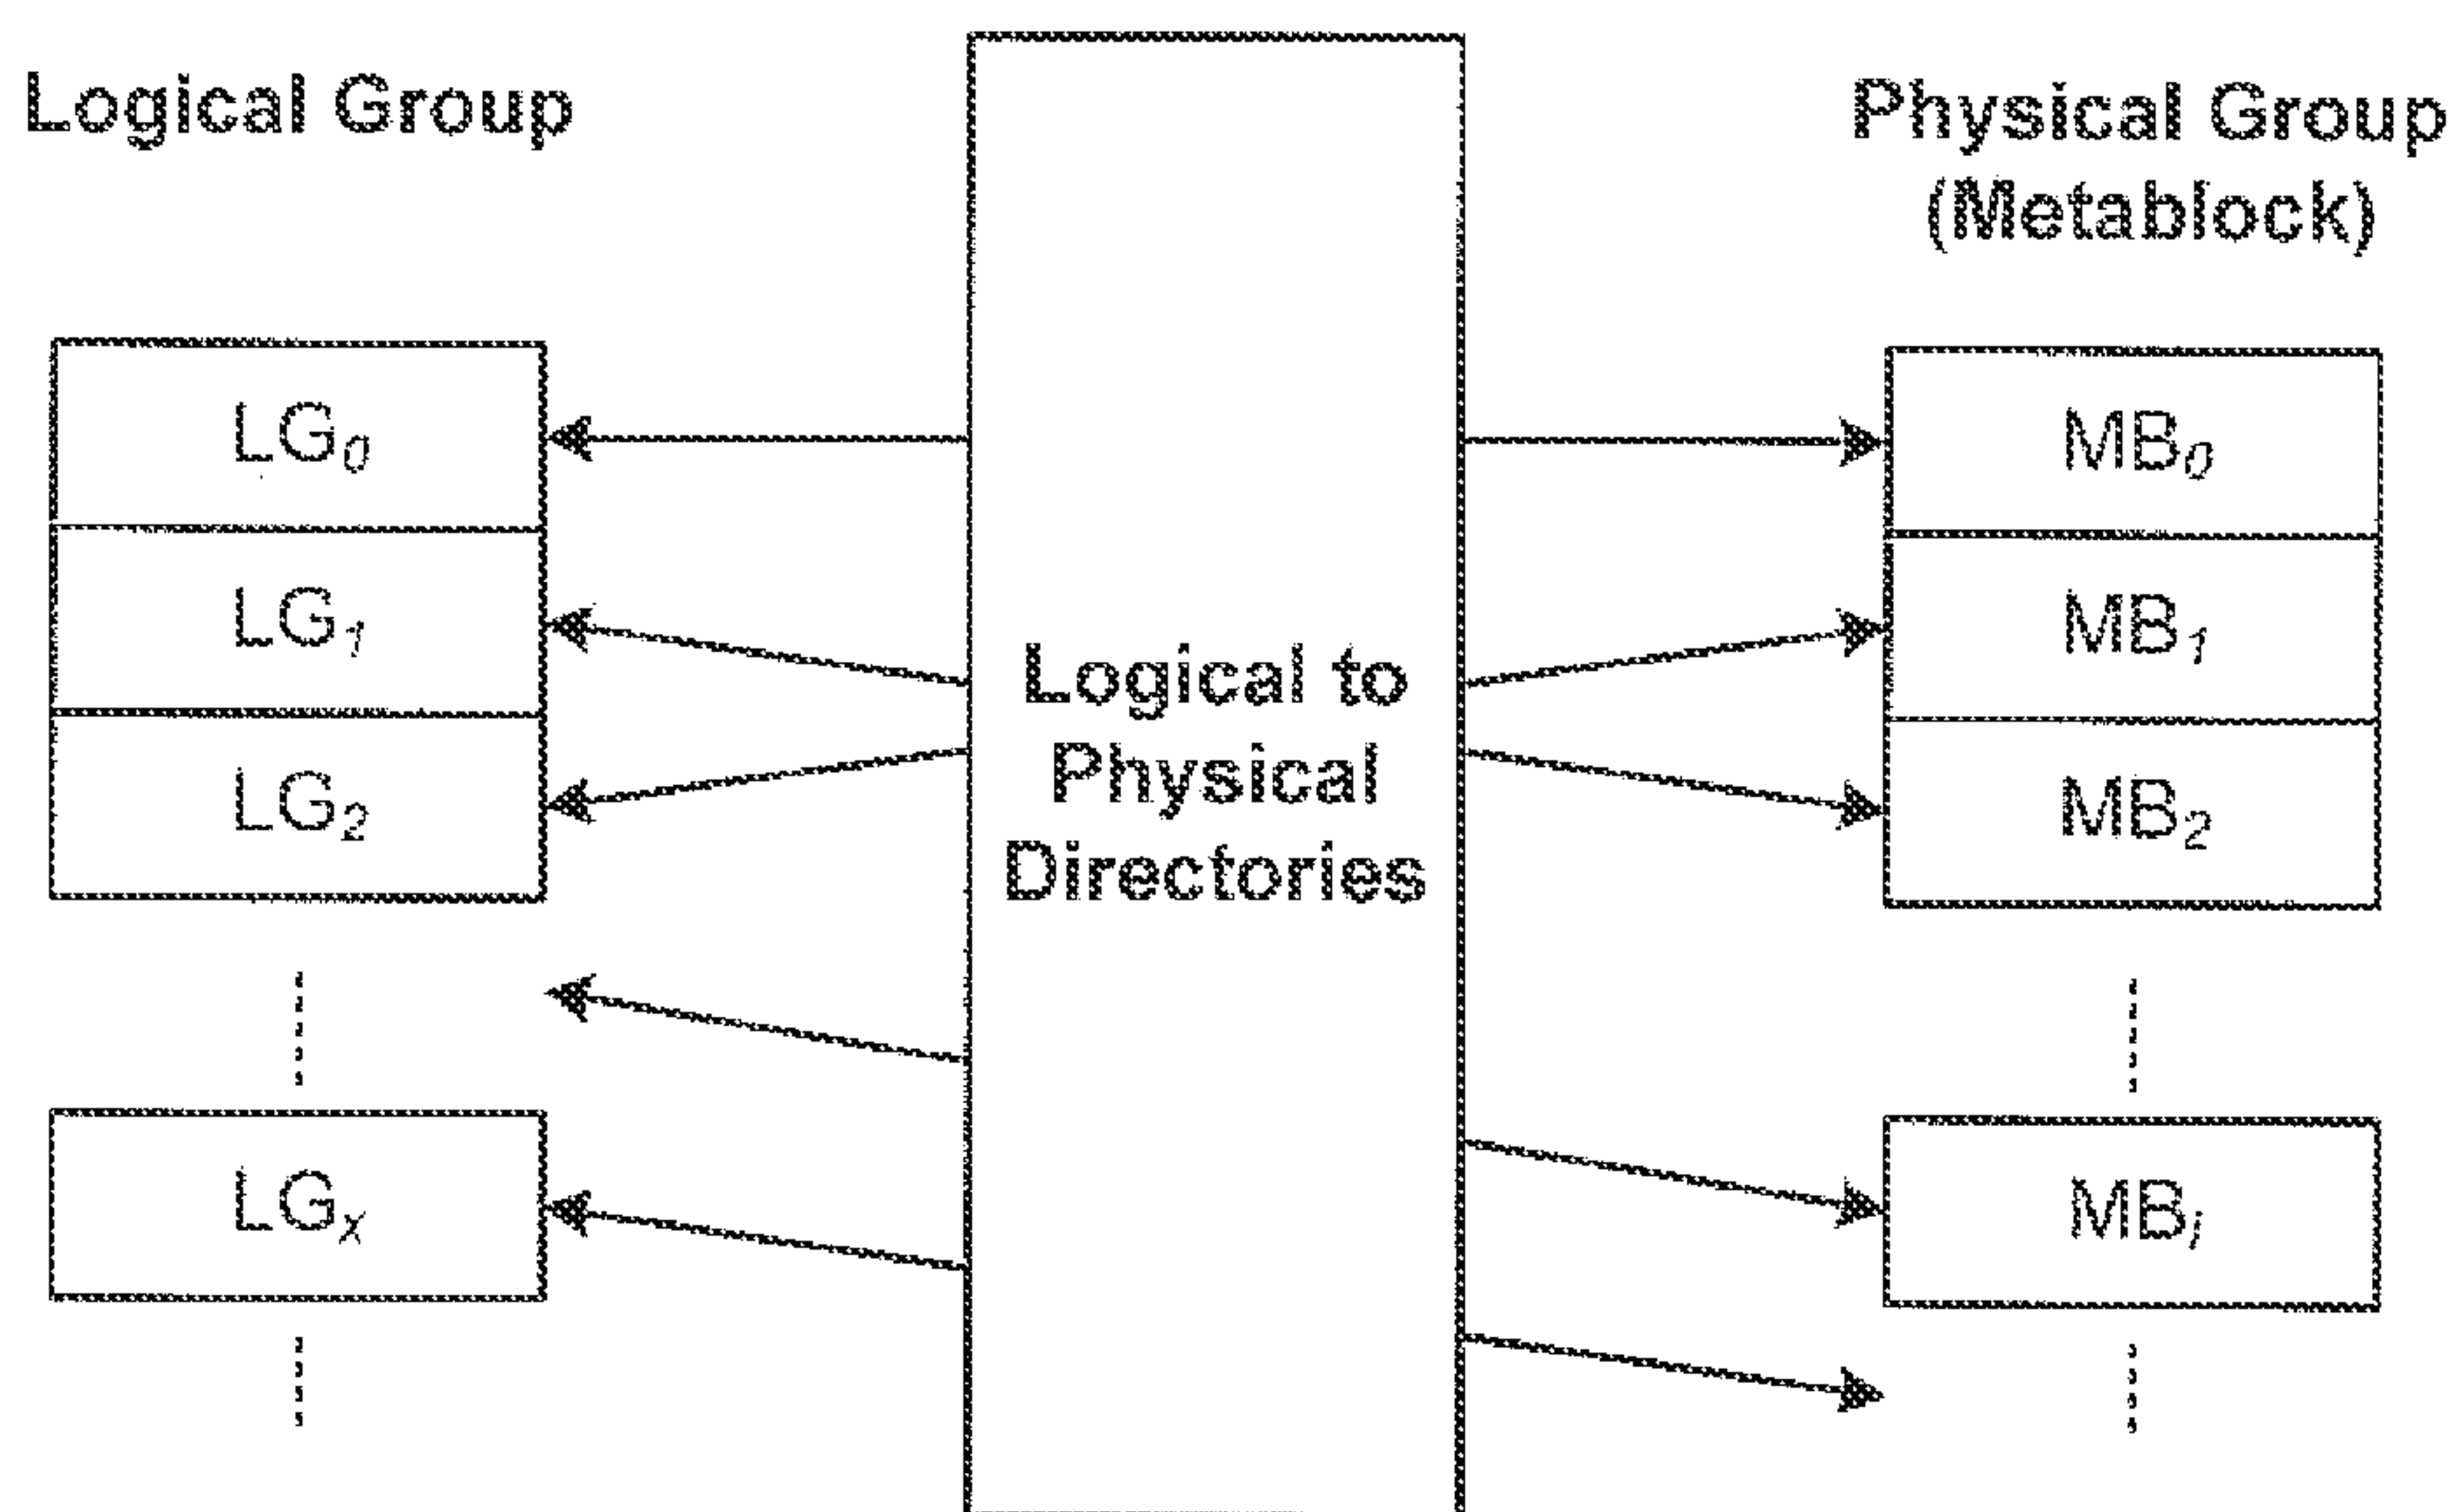 Logical Group
Physical Group
(Metablock)
LG0
LG1
LG2
LGx
Logical to
Physical
Directories
MB0
MB1
MB2
MBi